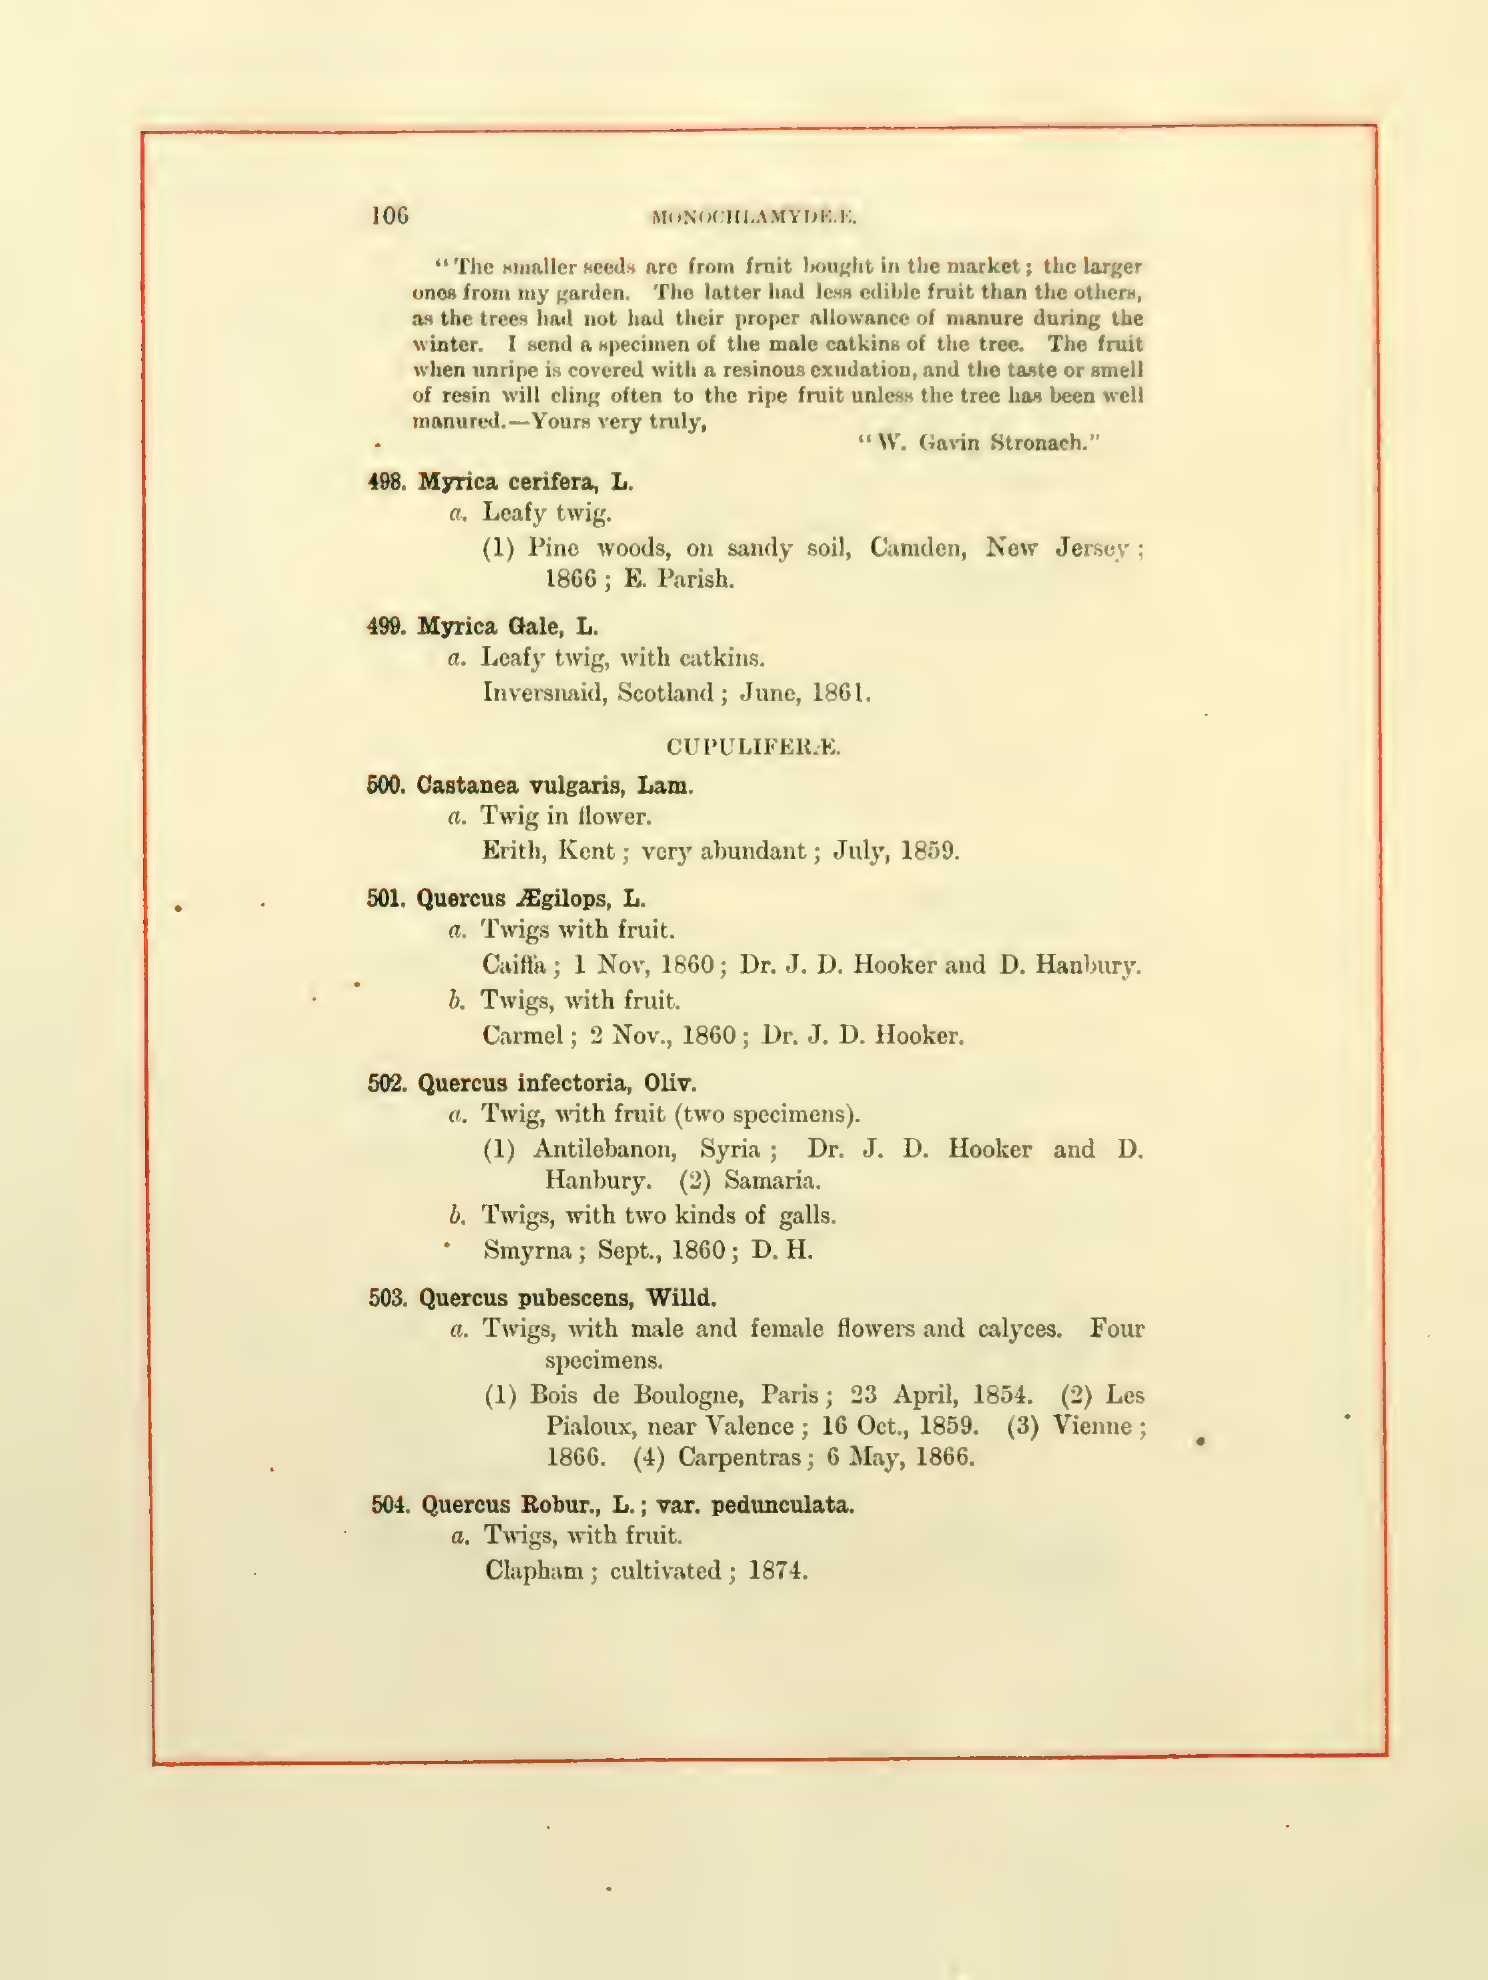 106 MONOCHLAMYDEÆ.
“The smaller seeds are from fruit bought in the market; the larger
ones from my garden. The latter had less edible fruit than the others,
as the trees had not had their proper allowance of manure during the
winter. I send a specimen of the male catkins of the tree. The fruit
when unripe is covered with a resinous exudation, and the taste or smell
of resin will cling often to the ripe fruit unless the tree has been well
manured.—Yours very truly,
“W. Gavin Stronach.”
498. Myrica cerifera, L.
a. Leafy twig.
(1) Pine woods, on sandy soil, Camden, New Jersey;
1866; E. Parish.
499. Myrica Gale, L.
a. Leafy twig, with catkins.
Inversnaid, Scotland; June, 1861.
CUPULIFERÆ.
500. Castanea vulgaris, Lam.
a. Twig in flower.
Erith, Kent; very abundant; July, 1859.
501. Quercus Ægilops, L.
a. Twigs with fruit.
Caiffa; 1 Nov, 1860; Dr. J. D. Hooker and D. Hanbury.
b. Twigs, with fruit.
Carmel; 2 Nov., 1860; Dr. J. D. Hooker.
502. Quercus infectoria, Oliv.
a. Twig, with fruit (two specimens).
(1) Antilebanon, Syria; Dr. J. D. Hooker and D.
Hanbury. (2) Samaria.
b. Twigs, with two kinds of galls.
Smyrna; Sept., 1860; D. H.
503. Quercus pubescens, Willd.
a. Twigs, with male and female flowers and calyces. Four
specimens.
(1) Bois de Boulogne, Paris; 23 April, 1854. (2) Les
Pialoux, near Valence; 16 Oct., 1859. (3) Vienne;
1866. (4) Carpentras; 6 May, 1866.
504. Quercus Robur., L.; var. pedunculata.
a. Twigs, with fruit.
Clapham; cultivated; 1874.